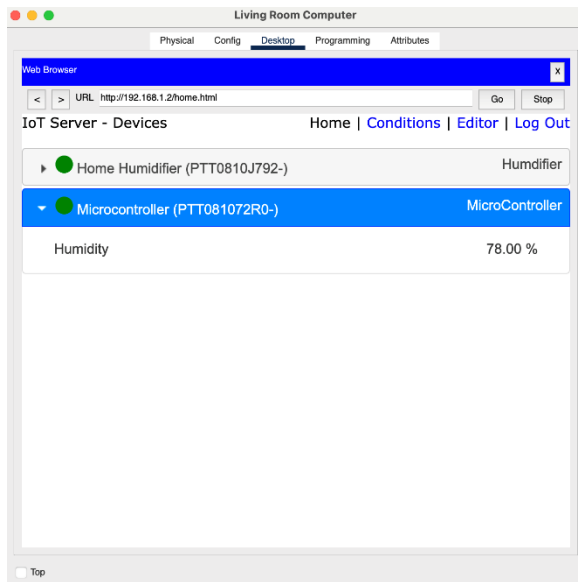 Living Room Computer
Physical Config Desktop Programming Attributes
Web Browser X
< > URL http://192.168.1.2/home.html Go Stop
IoT Server - Devices Home | Conditions | Editor | Log Out
Home Humidifier (PTT0810J792-) Humdifier
Microcontroller (PTT081072R0-) MicroController
Humidity 78.00 %
Top